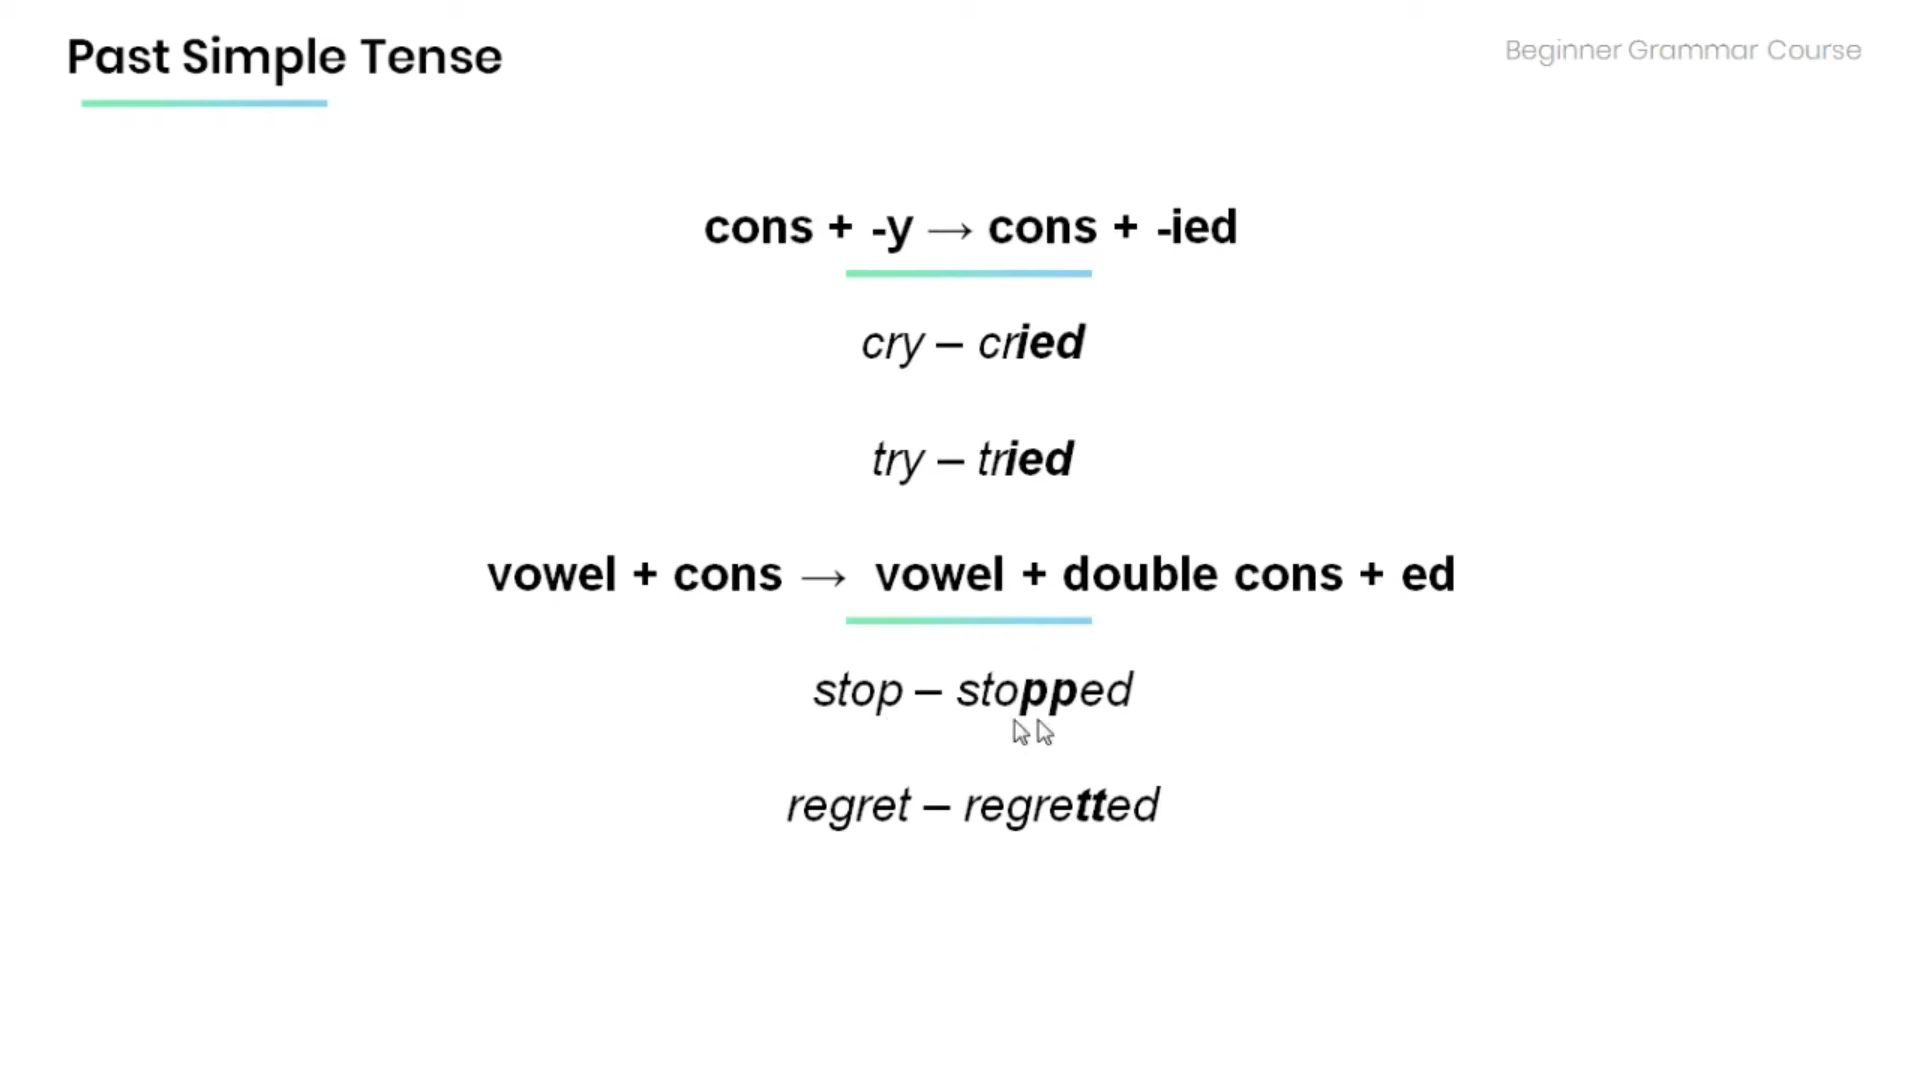 Past Simple Tense
Beginner Grammar Course
cons + -y → cons + -ied
cry – cried
try – tried
vowel + cons → vowel + double cons + ed
stop – stopped
regret – regretted